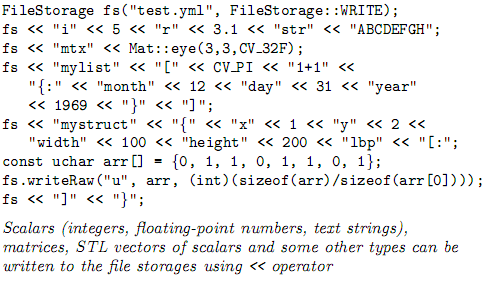 FileStorage fs("test.yml", FileStorage::WRITE);
fs << "i" << 5 << "r" << 3.1 << "str" << "ABCDEFGH";
fs << "mtx" << Mat::eye(3,3,CV_32F);
fs << "mylist" << "[" << CV_PI << "1+1" <<
"{:" << "month" << 12 << "day" << 31 << "year"
<< 1969 << "}" << "]";
fs << "mystruct" << "{" << "x" << 1 << "y" << 2 <<
"width" << 100 << "height" << 200 << "lbp" << "[:";
const uchar arr[] = {0, 1, 1, 0, 1, 1, 0, 1};
fs.writeRaw("u", arr, (int)(sizeof(arr)/sizeof(arr[0])));
fs << "]" << "}";
Scalars (integers, floating-point numbers, text strings),
matrices, STL vectors of scalars and some other types can be
written to the file storages using << operator